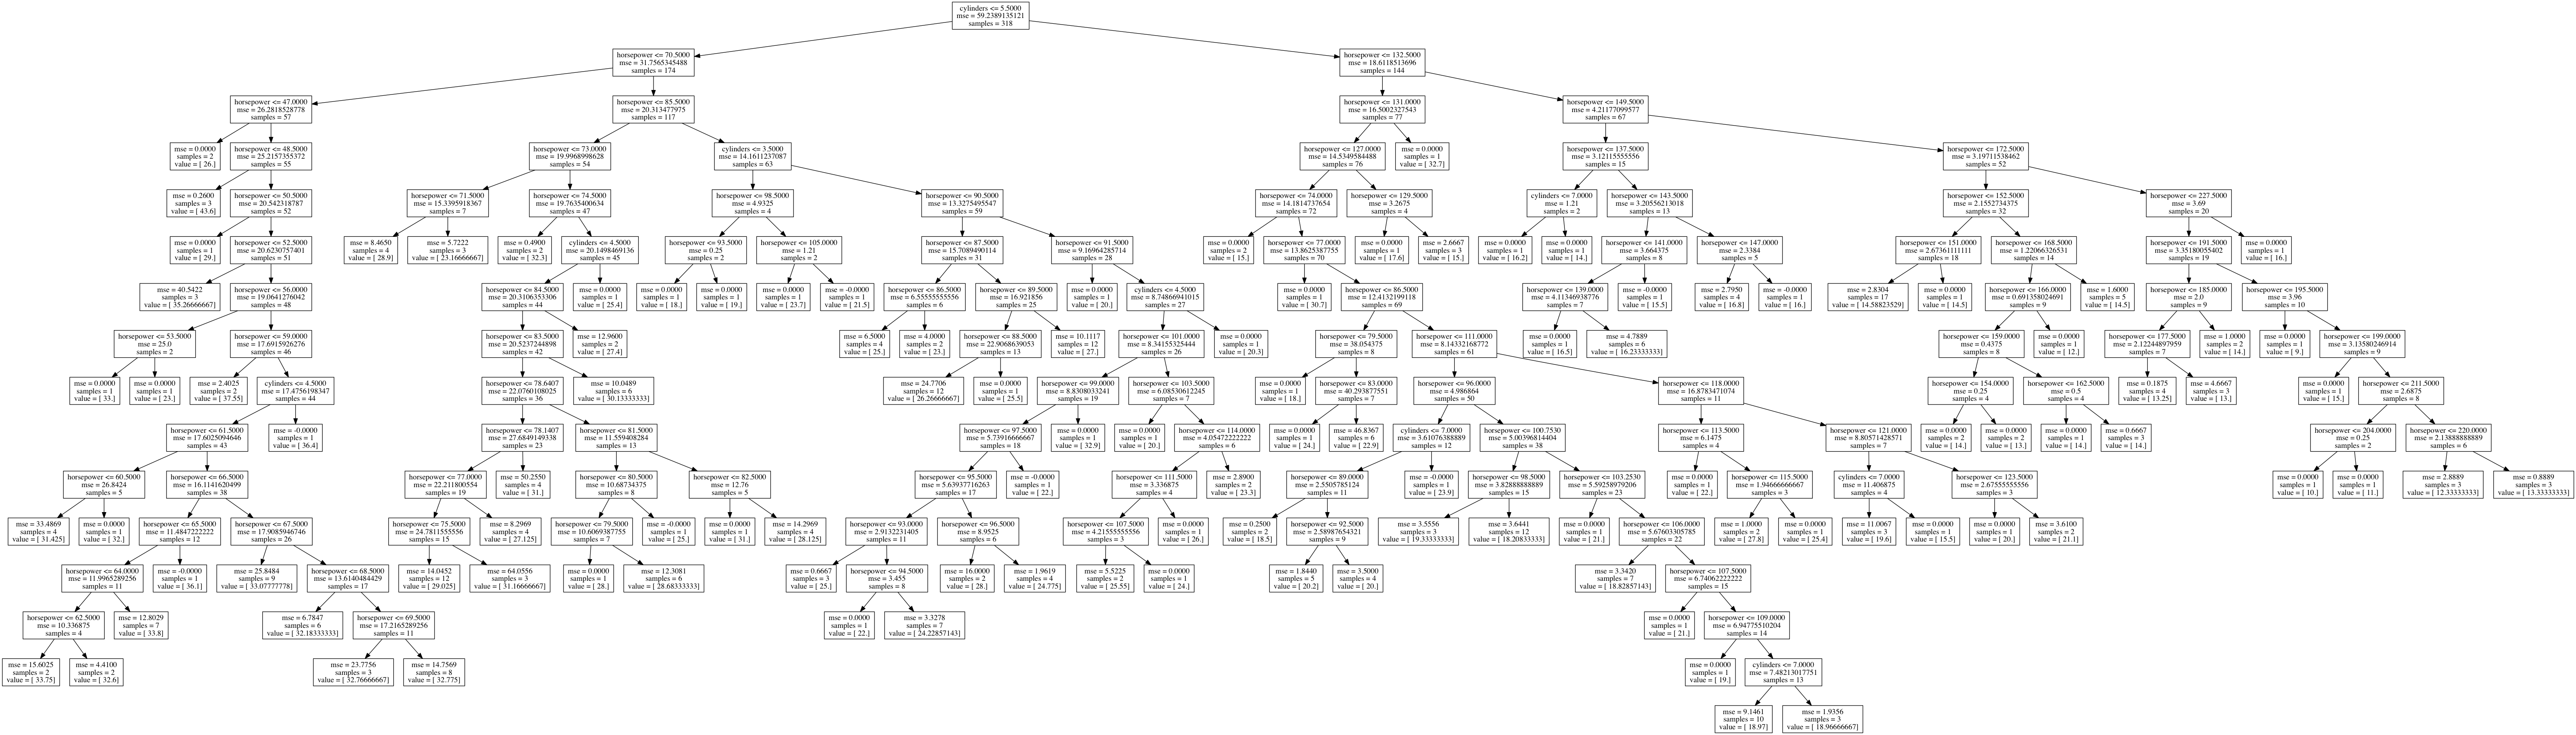 cylinders <= 5.5000
mse = 59.2389135121
samples = 318
horsepower <= 70.5000
mse = 31.7565345488
samples = 174
horsepower <= 132.5000
mse = 18.6118513696
samples = 144
horsepower <= 47.0000
mse = 26.2818528778
samples = 57
horsepower <= 85.5000
mse = 20.313477975
samples = 117
horsepower <= 131.0000
mse = 16.5002327543
samples = 77
horsepower <= 149.5000
mse = 4.21177099577
samples = 67
mse = 0.0000
samples = 2
value = [ 26.]
horsepower <= 48.5000
mse = 25.2157355372
samples = 55
horsepower <= 73.0000
mse = 19.9968998628
samples = 54
cylinders <= 3.5000
mse = 14.1611237087
samples = 63
horsepower <= 127.0000
mse = 14.5349584488
samples = 76
mse = 0.0000
samples = 1
value = [ 32.7]
horsepower <= 137.5000
mse = 3.12115555556
samples = 15
horsepower <= 172.5000
mse = 3.19711538462
samples = 52
mse = 0.2600
samples = 3
value = [ 43.6]
horsepower <= 50.5000
mse = 20.542318787
samples = 52
horsepower <= 71.5000
mse = 15.3395918367
samples = 7
horsepower <= 74.5000
mse = 19.7635400634
samples = 47
horsepower <= 98.5000
mse = 4.9325
samples = 4
horsepower <= 90.5000
mse = 13.3275495547
samples = 59
horsepower <= 74.0000
mse = 14.1814737654
samples = 72
horsepower <= 129.5000
mse = 3.2675
samples = 4
cylinders <= 7.0000
mse = 1.21
samples = 2
horsepower <= 143.5000
mse = 3.20556213018
samples = 13
horsepower <= 152.5000
mse = 2.1552734375
samples = 32
horsepower <= 227.5000
mse = 3.69
samples = 20
mse = 0.0000
samples = 1
value = [ 29.]
horsepower <= 52.5000
mse = 20.6230757401
samples = 51
mse = 8.4650
samples = 4
value = [ 28.9]
mse = 5.7222
samples = 3
value = [ 23.16666667]
mse = 0.4900
samples = 2
value = [ 32.3]
cylinders <= 4.5000
mse = 20.1498469136
samples = 45
horsepower <= 93.5000
mse = 0.25
samples = 2
horsepower <= 105.0000
mse = 1.21
samples = 2
horsepower <= 87.5000
mse = 15.7089490114
samples = 31
horsepower <= 91.5000
mse = 9.16964285714
samples = 28
mse = 0.0000
samples = 2
value = [ 15.]
horsepower <= 77.0000
mse = 13.8625387755
samples = 70
mse = 0.0000
samples = 1
value = [ 17.6]
mse = 2.6667
samples = 3
value = [ 15.]
mse = 0.0000
samples = 1
value = [ 16.2]
mse = 0.0000
samples = 1
value = [ 14.]
horsepower <= 141.0000
mse = 3.664375
samples = 8
horsepower <= 147.0000
mse = 2.3384
samples = 5
horsepower <= 151.0000
mse = 2.67361111111
samples = 18
horsepower <= 168.5000
mse = 1.22066326531
samples = 14
horsepower <= 191.5000
mse = 3.35180055402
samples = 19
mse = 0.0000
samples = 1
value = [ 16.]
mse = 40.5422
samples = 3
value = [ 35.26666667]
horsepower <= 56.0000
mse = 19.0641276042
samples = 48
horsepower <= 84.5000
mse = 20.3106353306
samples = 44
mse = 0.0000
samples = 1
value = [ 25.4]
mse = 0.0000
samples = 1
value = [ 18.]
mse = 0.0000
samples = 1
value = [ 19.]
mse = 0.0000
samples = 1
value = [ 23.7]
mse = -0.0000
samples = 1
value = [ 21.5]
horsepower <= 86.5000
mse = 6.55555555556
samples = 6
horsepower <= 89.5000
mse = 16.921856
samples = 25
mse = 0.0000
samples = 1
value = [ 20.]
cylinders <= 4.5000
mse = 8.74866941015
samples = 27
mse = 0.0000
samples = 1
value = [ 30.7]
horsepower <= 86.5000
mse = 12.4132199118
samples = 69
horsepower <= 139.0000
mse = 4.11346938776
samples = 7
mse = -0.0000
samples = 1
value = [ 15.5]
mse = 2.7950
samples = 4
value = [ 16.8]
mse = -0.0000
samples = 1
value = [ 16.]
mse = 2.8304
samples = 17
value = [ 14.58823529]
mse = 0.0000
samples = 1
value = [ 14.5]
horsepower <= 166.0000
mse = 0.691358024691
samples = 9
mse = 1.6000
samples = 5
value = [ 14.5]
horsepower <= 185.0000
mse = 2.0
samples = 9
horsepower <= 195.5000
mse = 3.96
samples = 10
horsepower <= 53.5000
mse = 25.0
samples = 2
horsepower <= 59.0000
mse = 17.6915926276
samples = 46
horsepower <= 83.5000
mse = 20.5237244898
samples = 42
mse = 12.9600
samples = 2
value = [ 27.4]
mse = 6.5000
samples = 4
value = [ 25.]
mse = 4.0000
samples = 2
value = [ 23.]
horsepower <= 88.5000
mse = 22.9068639053
samples = 13
mse = 10.1117
samples = 12
value = [ 27.]
horsepower <= 101.0000
mse = 8.34155325444
samples = 26
mse = 0.0000
samples = 1
value = [ 20.3]
horsepower <= 79.5000
mse = 38.054375
samples = 8
horsepower <= 111.0000
mse = 8.14332168772
samples = 61
mse = 0.0000
samples = 1
value = [ 16.5]
mse = 4.7889
samples = 6
value = [ 16.23333333]
horsepower <= 159.0000
mse = 0.4375
samples = 8
mse = 0.0000
samples = 1
value = [ 12.]
horsepower <= 177.5000
mse = 2.12244897959
samples = 7
mse = 1.0000
samples = 2
value = [ 14.]
mse = 0.0000
samples = 1
value = [ 9.]
horsepower <= 199.0000
mse = 3.13580246914
samples = 9
mse = 0.0000
samples = 1
value = [ 33.]
mse = 0.0000
samples = 1
value = [ 23.]
mse = 2.4025
samples = 2
value = [ 37.55]
cylinders <= 4.5000
mse = 17.4756198347
samples = 44
horsepower <= 78.6407
mse = 22.0760108025
samples = 36
mse = 10.0489
samples = 6
value = [ 30.13333333]
mse = 24.7706
samples = 12
value = [ 26.26666667]
mse = 0.0000
samples = 1
value = [ 25.5]
horsepower <= 99.0000
mse = 8.8308033241
samples = 19
horsepower <= 103.5000
mse = 6.08530612245
samples = 7
mse = 0.0000
samples = 1
value = [ 18.]
horsepower <= 83.0000
mse = 40.293877551
samples = 7
horsepower <= 96.0000
mse = 4.986864
samples = 50
horsepower <= 118.0000
mse = 16.8783471074
samples = 11
horsepower <= 154.0000
mse = 0.25
samples = 4
horsepower <= 162.5000
mse = 0.5
samples = 4
mse = 0.1875
samples = 4
value = [ 13.25]
mse = 4.6667
samples = 3
value = [ 13.]
mse = 0.0000
samples = 1
value = [ 15.]
horsepower <= 211.5000
mse = 2.6875
samples = 8
horsepower <= 61.5000
mse = 17.6025094646
samples = 43
mse = -0.0000
samples = 1
value = [ 36.4]
horsepower <= 78.1407
mse = 27.6849149338
samples = 23
horsepower <= 81.5000
mse = 11.559408284
samples = 13
horsepower <= 97.5000
mse = 5.73916666667
samples = 18
mse = 0.0000
samples = 1
value = [ 32.9]
mse = 0.0000
samples = 1
value = [ 20.]
horsepower <= 114.0000
mse = 4.05472222222
samples = 6
mse = 0.0000
samples = 1
value = [ 24.]
mse = 46.8367
samples = 6
value = [ 22.9]
cylinders <= 7.0000
mse = 3.61076388889
samples = 12
horsepower <= 100.7530
mse = 5.00396814404
samples = 38
horsepower <= 113.5000
mse = 6.1475
samples = 4
horsepower <= 121.0000
mse = 8.80571428571
samples = 7
mse = 0.0000
samples = 2
value = [ 14.]
mse = 0.0000
samples = 2
value = [ 13.]
mse = 0.0000
samples = 1
value = [ 14.]
mse = 0.6667
samples = 3
value = [ 14.]
horsepower <= 204.0000
mse = 0.25
samples = 2
horsepower <= 220.0000
mse = 2.13888888889
samples = 6
horsepower <= 60.5000
mse = 26.8424
samples = 5
horsepower <= 66.5000
mse = 16.1141620499
samples = 38
horsepower <= 77.0000
mse = 22.211800554
samples = 19
mse = 50.2550
samples = 4
value = [ 31.]
horsepower <= 80.5000
mse = 10.68734375
samples = 8
horsepower <= 82.5000
mse = 12.76
samples = 5
horsepower <= 95.5000
mse = 5.63937716263
samples = 17
mse = -0.0000
samples = 1
value = [ 22.]
horsepower <= 111.5000
mse = 3.336875
samples = 4
mse = 2.8900
samples = 2
value = [ 23.3]
horsepower <= 89.0000
mse = 2.5505785124
samples = 11
mse = -0.0000
samples = 1
value = [ 23.9]
horsepower <= 98.5000
mse = 3.82888888889
samples = 15
horsepower <= 103.2530
mse = 5.59258979206
samples = 23
mse = 0.0000
samples = 1
value = [ 22.]
horsepower <= 115.5000
mse = 1.94666666667
samples = 3
cylinders <= 7.0000
mse = 11.406875
samples = 4
horsepower <= 123.5000
mse = 2.67555555556
samples = 3
mse = 0.0000
samples = 1
value = [ 10.]
mse = 0.0000
samples = 1
value = [ 11.]
mse = 2.8889
samples = 3
value = [ 12.33333333]
mse = 0.8889
samples = 3
value = [ 13.33333333]
mse = 33.4869
samples = 4
value = [ 31.425]
mse = 0.0000
samples = 1
value = [ 32.]
horsepower <= 65.5000
mse = 11.4847222222
samples = 12
horsepower <= 67.5000
mse = 17.9085946746
samples = 26
horsepower <= 75.5000
mse = 24.7811555556
samples = 15
mse = 8.2969
samples = 4
value = [ 27.125]
horsepower <= 79.5000
mse = 10.6069387755
samples = 7
mse = -0.0000
samples = 1
value = [ 25.]
mse = 0.0000
samples = 1
value = [ 31.]
mse = 14.2969
samples = 4
value = [ 28.125]
horsepower <= 93.0000
mse = 2.9132231405
samples = 11
horsepower <= 96.5000
mse = 8.9525
samples = 6
horsepower <= 107.5000
mse = 4.21555555556
samples = 3
mse = 0.0000
samples = 1
value = [ 26.]
mse = 0.2500
samples = 2
value = [ 18.5]
horsepower <= 92.5000
mse = 2.58987654321
samples = 9
mse = 3.5556
samples = 3
value = [ 19.33333333]
mse = 3.6441
samples = 12
value = [ 18.20833333]
mse = 0.0000
samples = 1
value = [ 21.]
horsepower <= 106.0000
mse = 5.67603305785
samples = 22
mse = 1.0000
samples = 2
value = [ 27.8]
mse = 0.0000
samples = 1
value = [ 25.4]
mse = 11.0067
samples = 3
value = [ 19.6]
mse = 0.0000
samples = 1
value = [ 15.5]
mse = 0.0000
samples = 1
value = [ 20.]
mse = 3.6100
samples = 2
value = [ 21.1]
horsepower <= 64.0000
mse = 11.9965289256
samples = 11
mse = -0.0000
samples = 1
value = [ 36.1]
mse = 25.8484
samples = 9
value = [ 33.07777778]
horsepower <= 68.5000
mse = 13.6140484429
samples = 17
mse = 14.0452
samples = 12
value = [ 29.025]
mse = 64.0556
samples = 3
value = [ 31.16666667]
mse = 0.0000
samples = 1
value = [ 28.]
mse = 12.3081
samples = 6
value = [ 28.68333333]
mse = 0.6667
samples = 3
value = [ 25.]
horsepower <= 94.5000
mse = 3.455
samples = 8
mse = 16.0000
samples = 2
value = [ 28.]
mse = 1.9619
samples = 4
value = [ 24.775]
mse = 5.5225
samples = 2
value = [ 25.55]
mse = 0.0000
samples = 1
value = [ 24.]
mse = 1.8440
samples = 5
value = [ 20.2]
mse = 3.5000
samples = 4
value = [ 20.]
mse = 3.3420
samples = 7
value = [ 18.82857143]
horsepower <= 107.5000
mse = 6.74062222222
samples = 15
horsepower <= 62.5000
mse = 10.336875
samples = 4
mse = 12.8029
samples = 7
value = [ 33.8]
mse = 6.7847
samples = 6
value = [ 32.18333333]
horsepower <= 69.5000
mse = 17.2165289256
samples = 11
mse = 0.0000
samples = 1
value = [ 22.]
mse = 3.3278
samples = 7
value = [ 24.22857143]
mse = 0.0000
samples = 1
value = [ 21.]
horsepower <= 109.0000
mse = 6.94775510204
samples = 14
mse = 15.6025
samples = 2
value = [ 33.75]
mse = 4.4100
samples = 2
value = [ 32.6]
mse = 23.7756
samples = 3
value = [ 32.76666667]
mse = 14.7569
samples = 8
value = [ 32.775]
mse = 0.0000
samples = 1
value = [ 19.]
cylinders <= 7.0000
mse = 7.48213017751
samples = 13
mse = 9.1461
samples = 10
value = [ 18.97]
mse = 1.9356
samples = 3
value = [ 18.96666667]